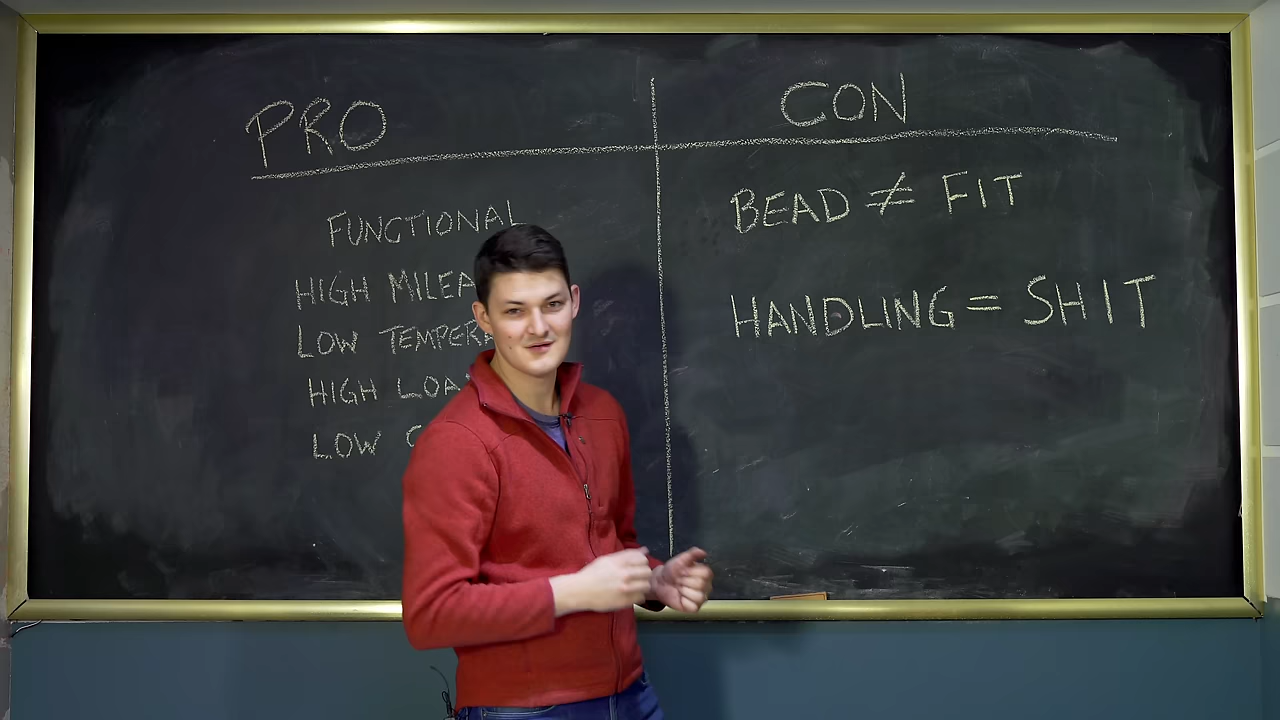 PRO
CON
FUNCTIONAL
HIGH
LOW
HIGH
LOW
BEAD ≠ FIT
HANDLING = SHIT